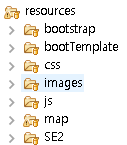 resources
bootstrap
bootTemplate
css
images
js
map
SE2